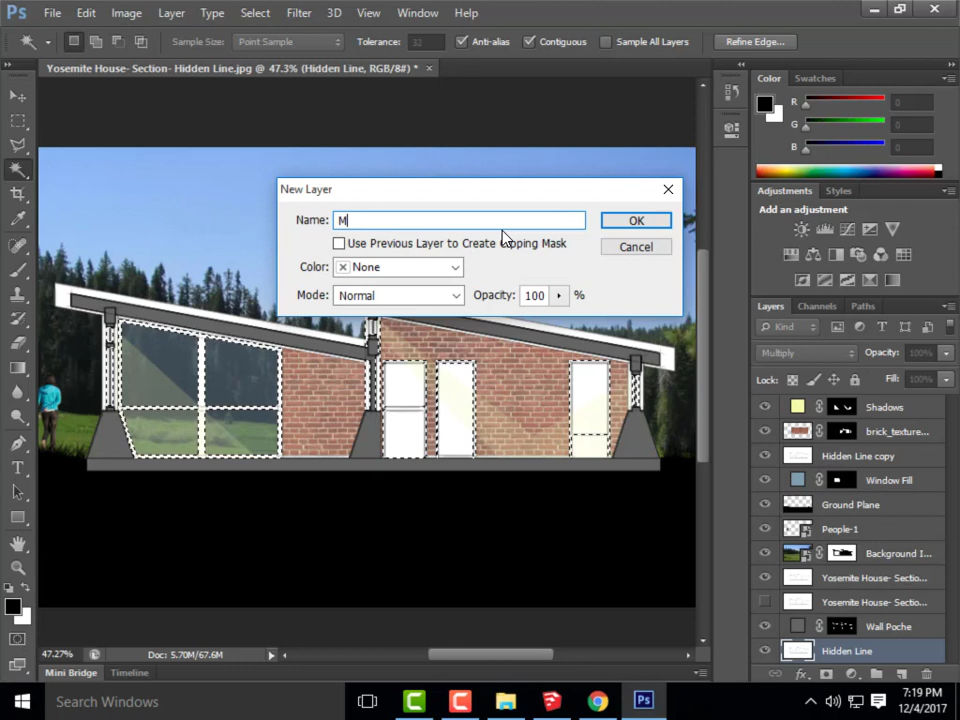 Ps File Edit Image Layer Type Select Filter 3D View Window Help
Sample Size: Point Sample Tolerance: 32 Anti-alias Contiguous Sample All Layers Refine Edge...
Yosemite House- Section- Hidden Line.jpg @ 47.3% (Hidden Line, RGB/8#) * ×
New Layer
Name: M OK
Use Previous Layer to Create Clipping Mask Cancel
Color: None
Mode: Normal Opacity: 100 %
Color Swatches
R 0
G 0
B 0
Adjustments Styles
Add an adjustment
Layers Channels Paths
Kind
Multiply Opacity: 100%
Lock: Fill: 100%
Shadows
brick_texture...
Hidden Line copy
Window Fill
Ground Plane
People-1
Background I...
Yosemite House- Sectio...
Yosemite House- Sectio...
Wall Poche
Hidden Line
47.27% Doc: 5.70M/67.6M
Mini Bridge Timeline
Search Windows
7:19 PM
12/4/2017